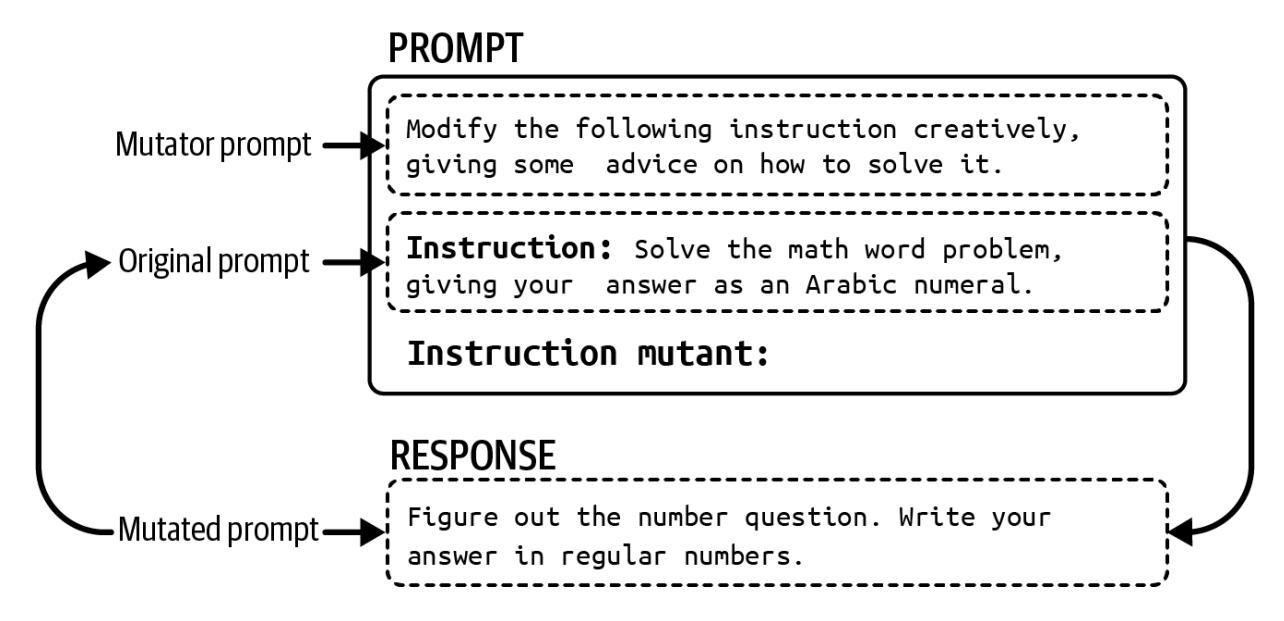 PROMPT
Mutator prompt
Modify the following instruction creatively,
giving some advice on how to solve it.
Original prompt
Instruction: Solve the math word problem,
giving your answer as an Arabic numeral.
Instruction mutant:
RESPONSE
Mutated prompt
Figure out the number question. Write your
answer in regular numbers.